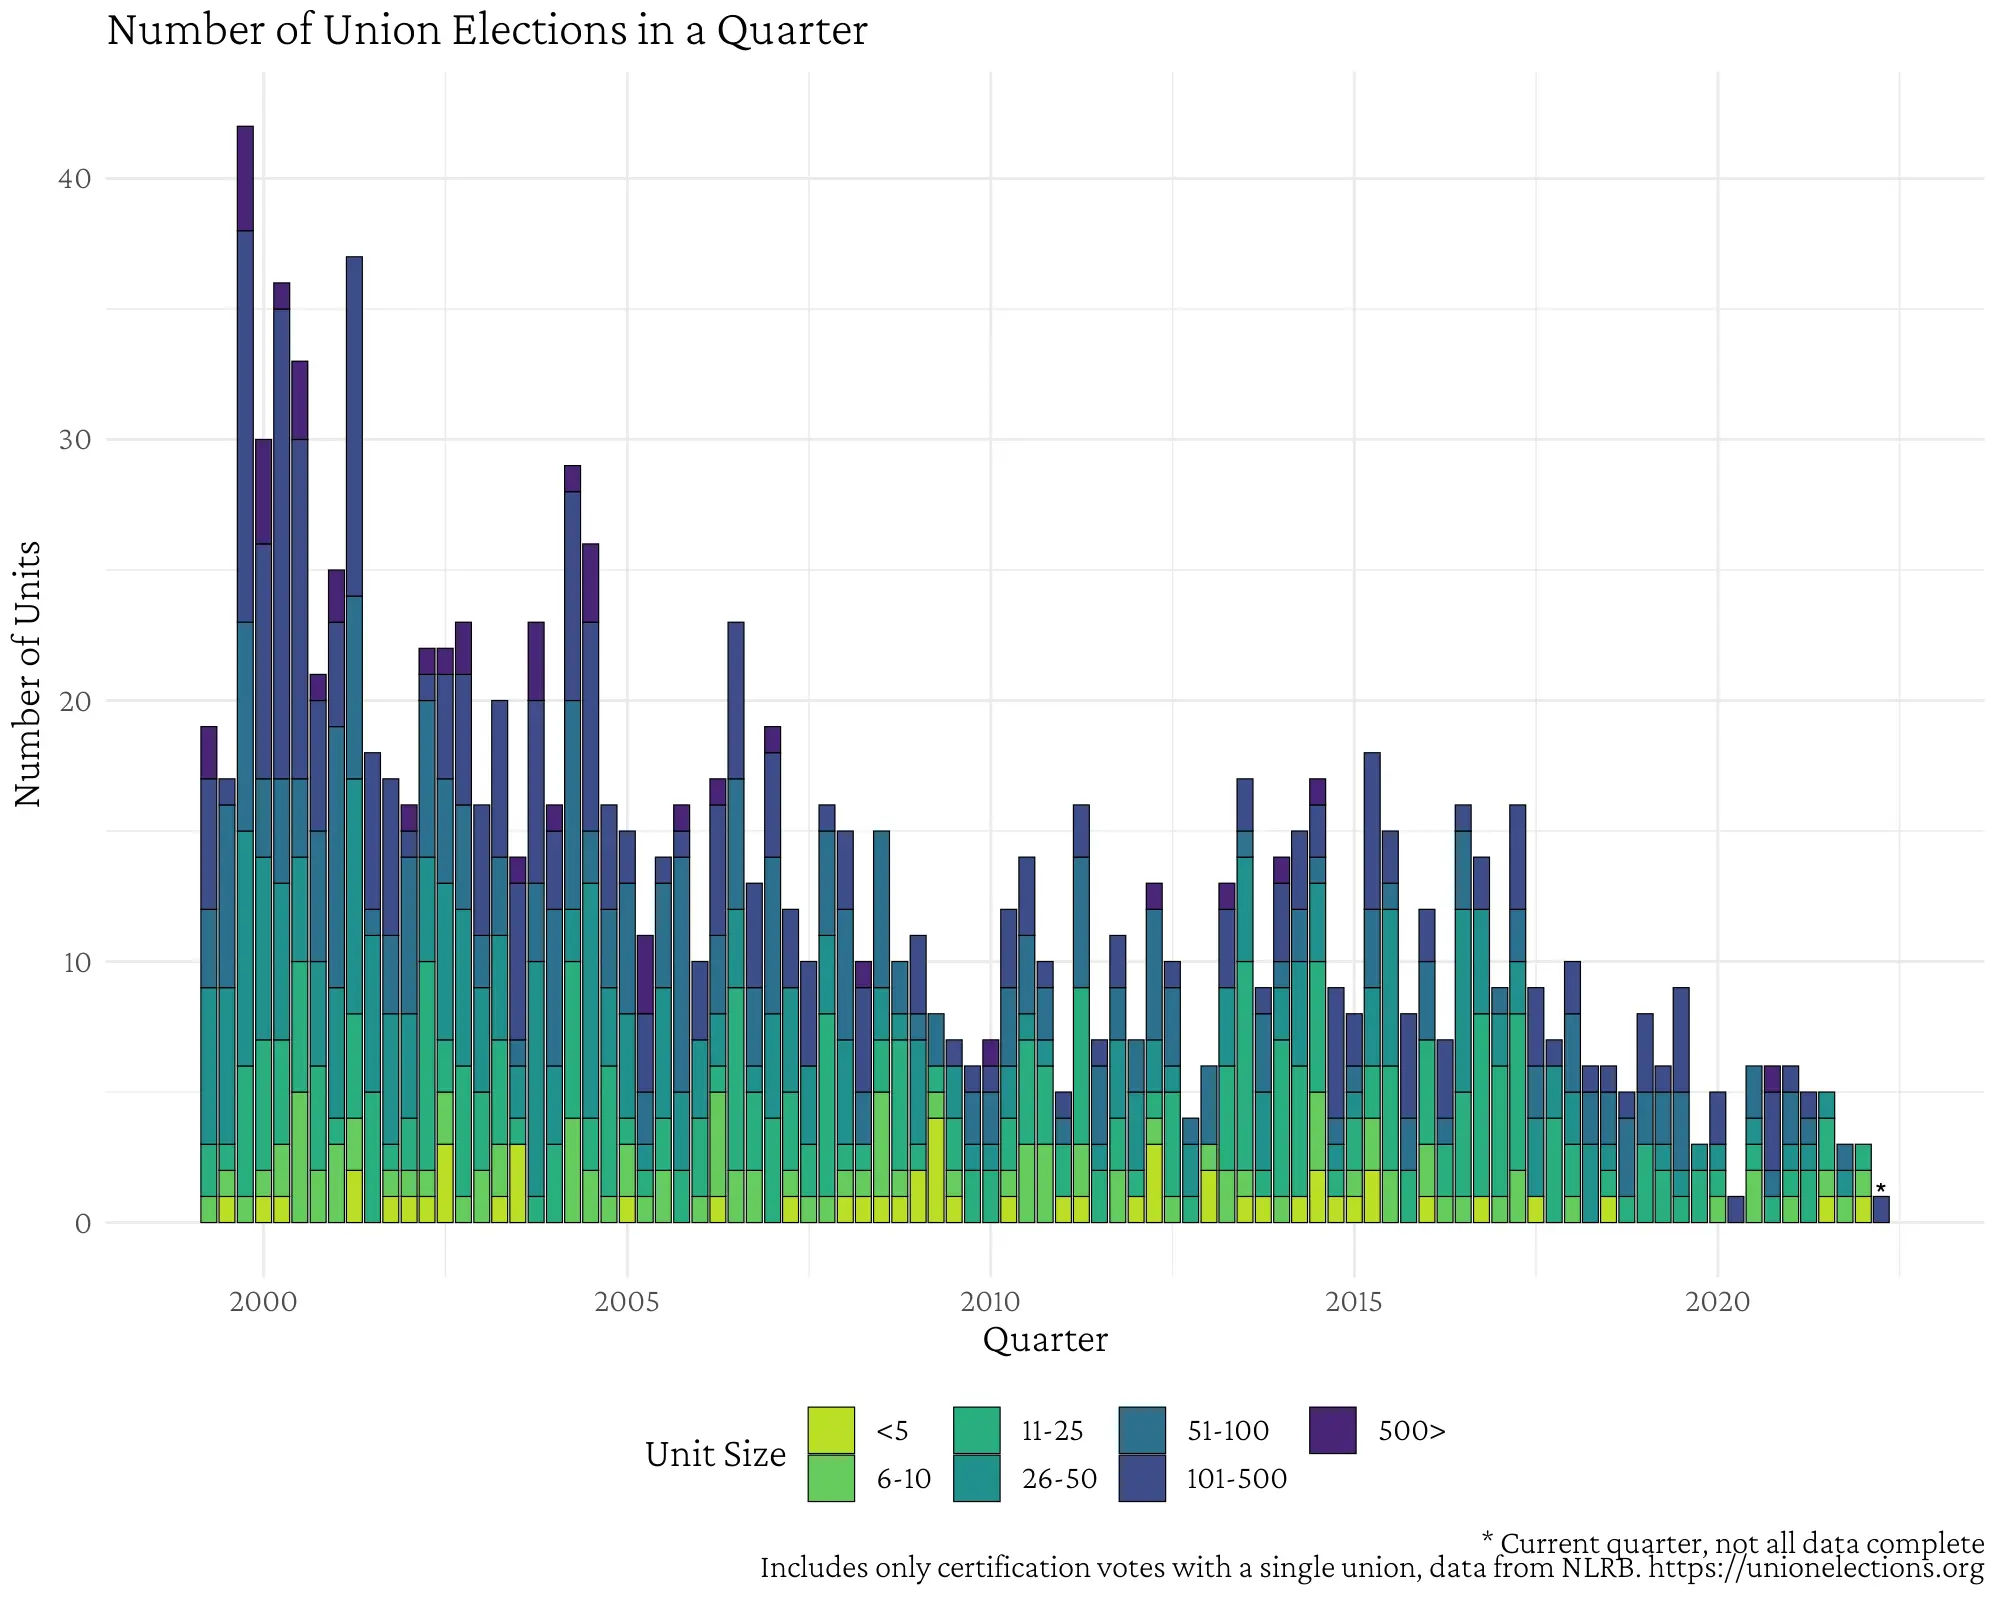 Number of Union Elections in a Quarter
Number of Units
40
30
20
10
0
*
2000 2005 2010 2015 2020
Quarter
Unit Size
<5 11-25 51-100 500>
6-10 26-50 101-500
* Current quarter, not all data complete
Includes only certification votes with a single union, data from NLRB. https://unionelections.org